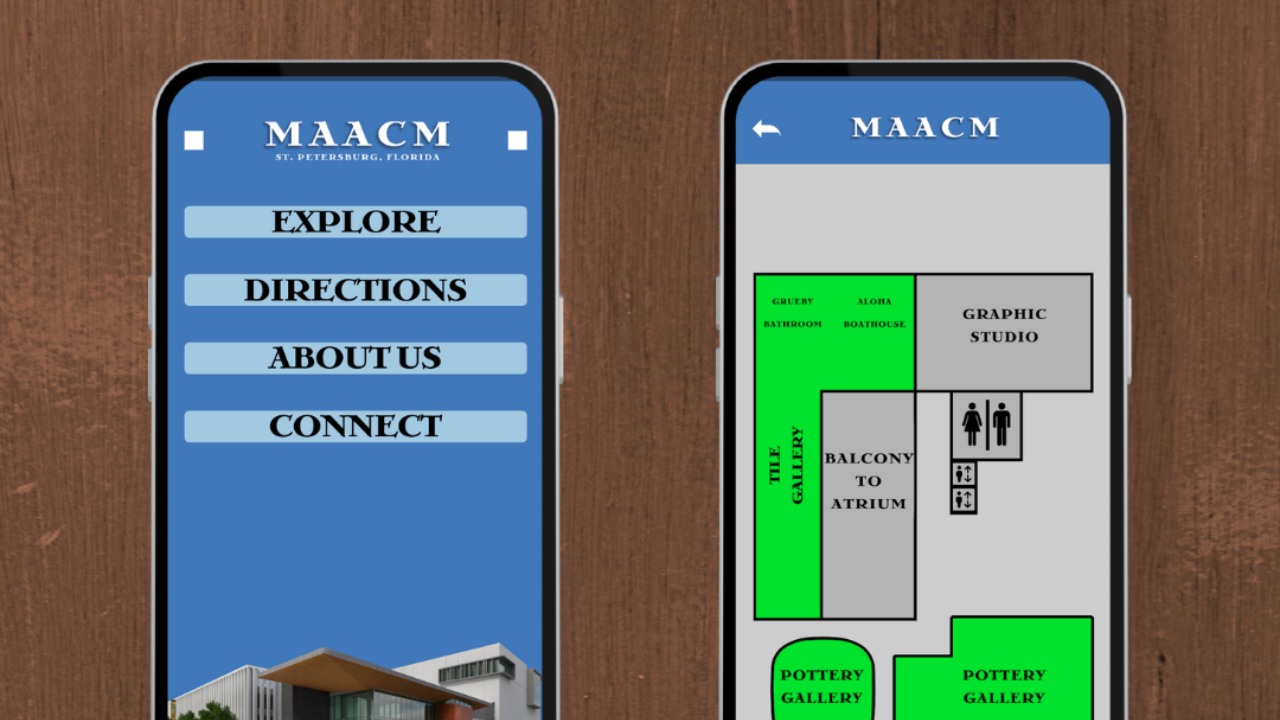 MAACM
ST. PETERSBURG, FLORIDA
EXPLORE
DIRECTIONS
ABOUT US
CONNECT
MAACM
GRUEBY
BATHROOM
ALOHA
BOATHOUSE
GRAPHIC
STUDIO
TILE
GALLERY
BALCONY
TO
ATRIUM
POTTERY
GALLERY
POTTERY
GALLERY